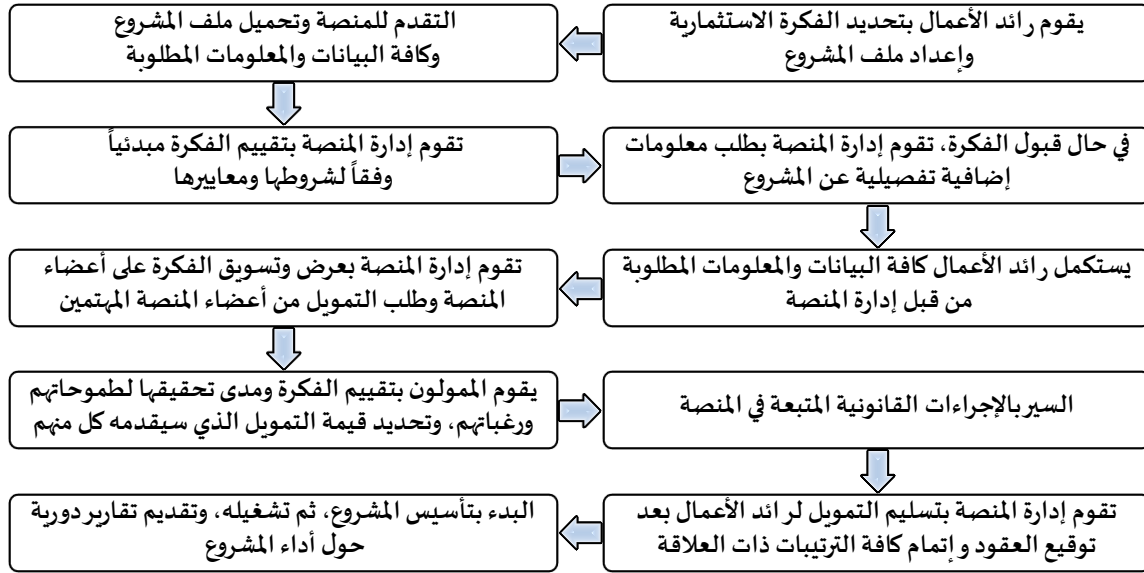 يقوم رائد الأعمال بتحديد الفكرة الاستثمارية
وإعداد ملف المشروع
التقدم للمنصة وتحميل ملف المشروع
وكافة البيانات والمعلومات المطلوبة
تقوم إدارة المنصة بتقييم الفكرة مبدئياً
وفقاً لشروطها ومعاييرها
في حال قبول الفكرة، تقوم إدارة المنصة بطلب معلومات
إضافية تفصيلية عن المشروع
يستكمل رائد الأعمال كافة البيانات والمعلومات المطلوبة
من قبل إدارة المنصة
تقوم إدارة المنصة بعرض وتسويق الفكرة على أعضاء
المنصة وطلب التمويل من أعضاء المنصة المهتمين
يقوم الممولون بتقييم الفكرة ومدى تحقيقها لطموحاتهم
ورغباتهم، وتحديد قيمة التمويل الذي سيقدمه كل منهم
السير بالإجراءات القانونية المتبعة في المنصة
تقوم إدارة المنصة بتسليم التمويل لرائد الأعمال بعد
توقيع العقود وإتمام كافة الترتيبات ذات العلاقة
البدء بتأسيس المشروع، ثم تشغيله، وتقديم تقارير دورية
حول أداء المشروع